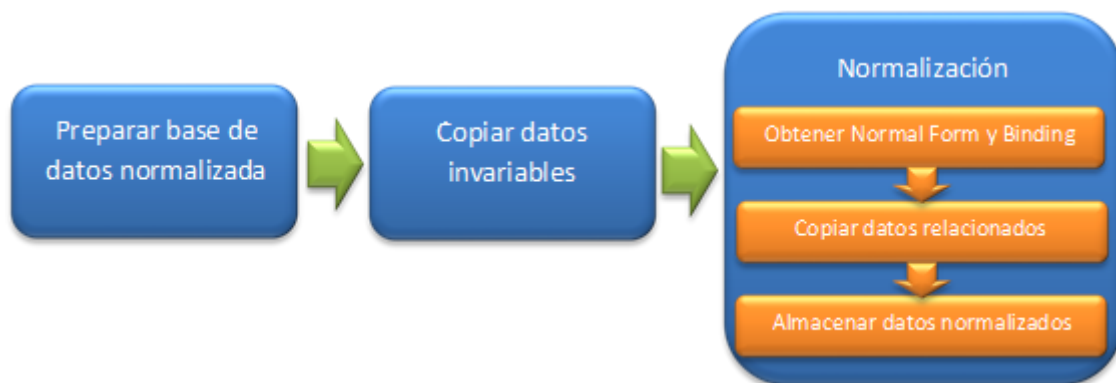 Preparar base de
datos normalizada
Copiar datos
invariables
Normalización
Obtener Normal Form y Binding
Copiar datos relacionados
Almacenar datos normalizados